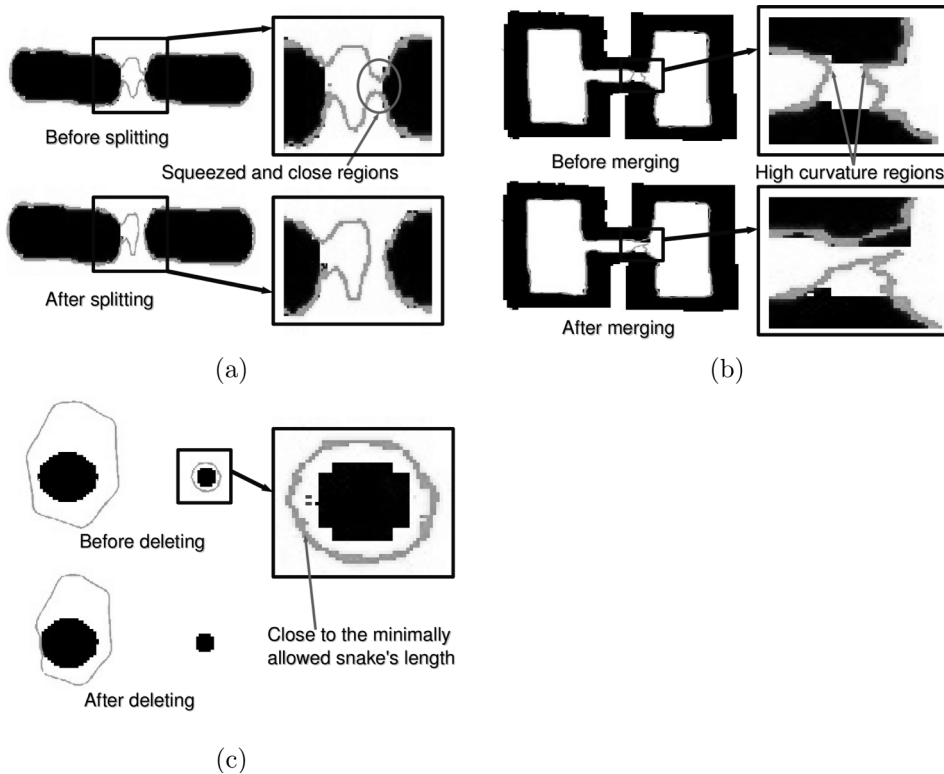 Before splitting
Squeezed and close regions
After splitting
(a)
Before merging
High curvature regions
After merging
(b)
Before deleting
Close to the minimally
allowed snake's length
After deleting
(c)